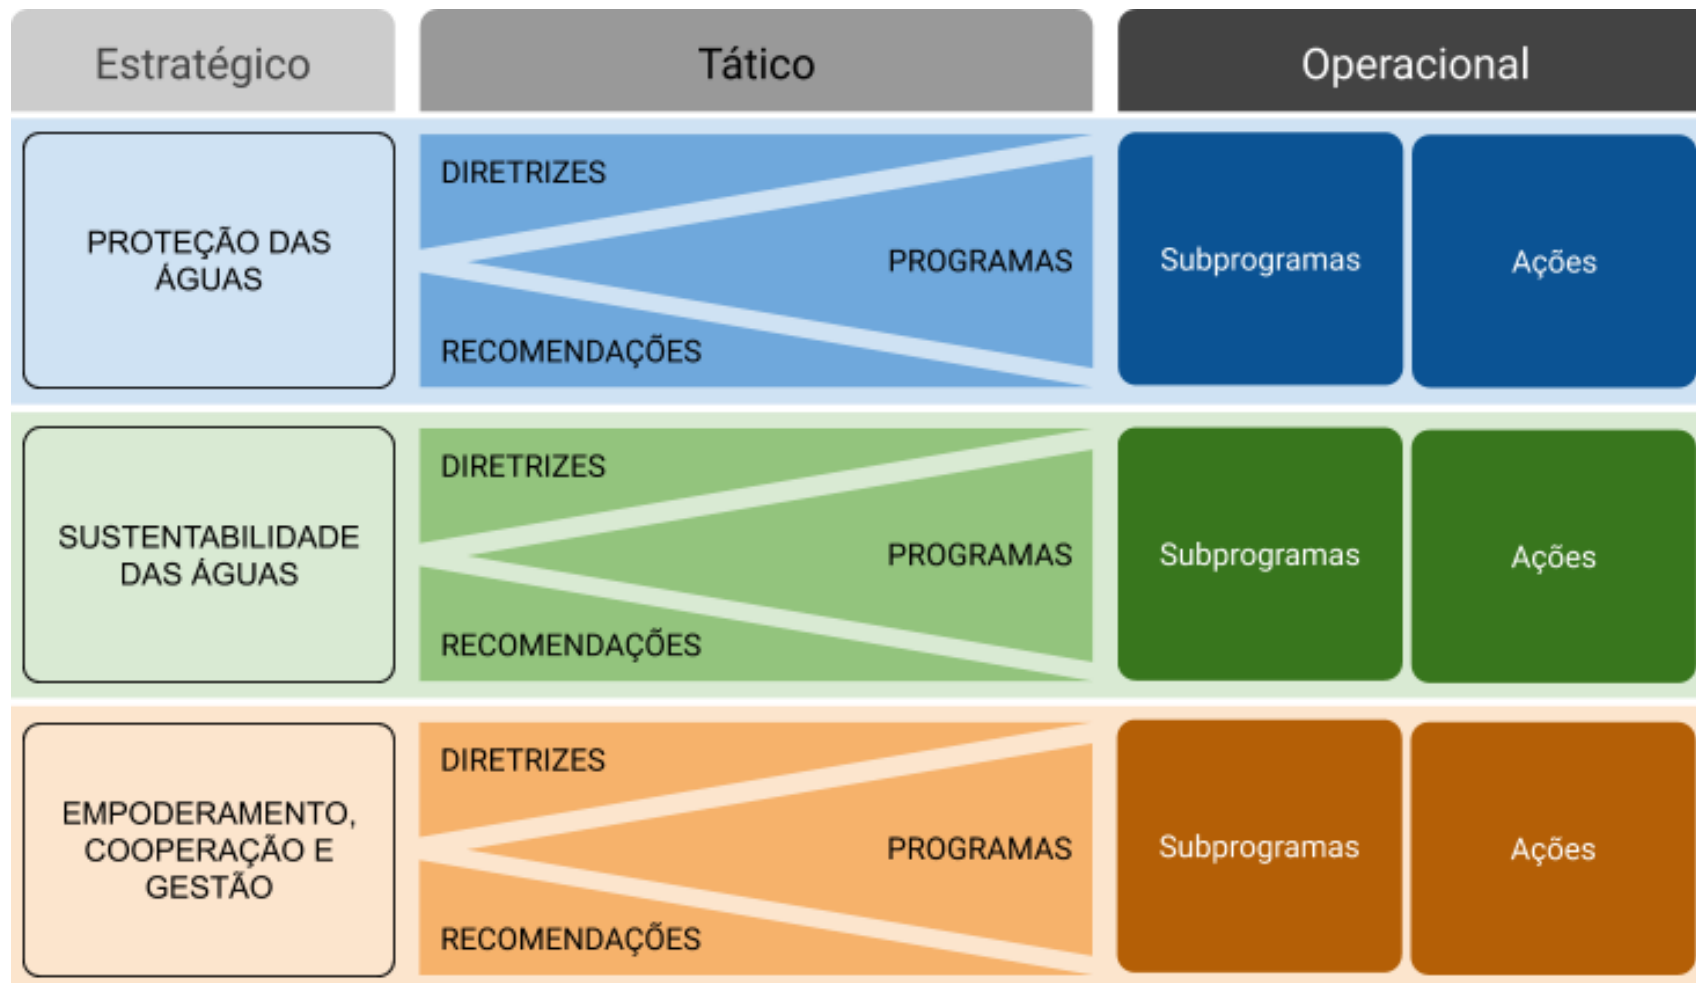 Estratégico
Tático
Operacional
PROTEÇÃO DAS
ÁGUAS
DIRETRIZES
PROGRAMAS
RECOMENDAÇÕES
Subprogramas
Ações
SUSTENTABILIDADE
DAS ÁGUAS
DIRETRIZES
PROGRAMAS
RECOMENDAÇÕES
Subprogramas
Ações
EMPODERAMENTO,
COOPERAÇÃO E
GESTÃO
DIRETRIZES
PROGRAMAS
RECOMENDAÇÕES
Subprogramas
Ações